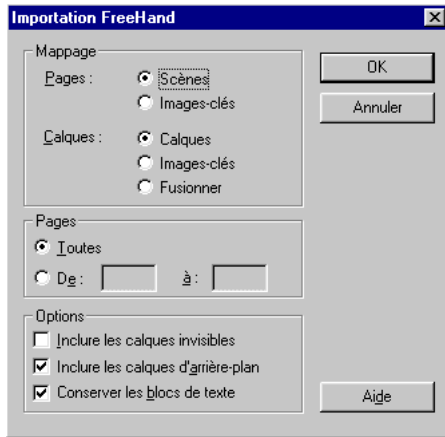 Importation FreeHand
Mappage
Pages : Scènes
Images-clés
Calques : Calques
Images-clés
Fusionner
OK
Annuler
Pages
Toutes
De : à :
Options
Inclure les calques invisibles
Inclure les calques d'arrière-plan
Conserver les blocs de texte
Aide